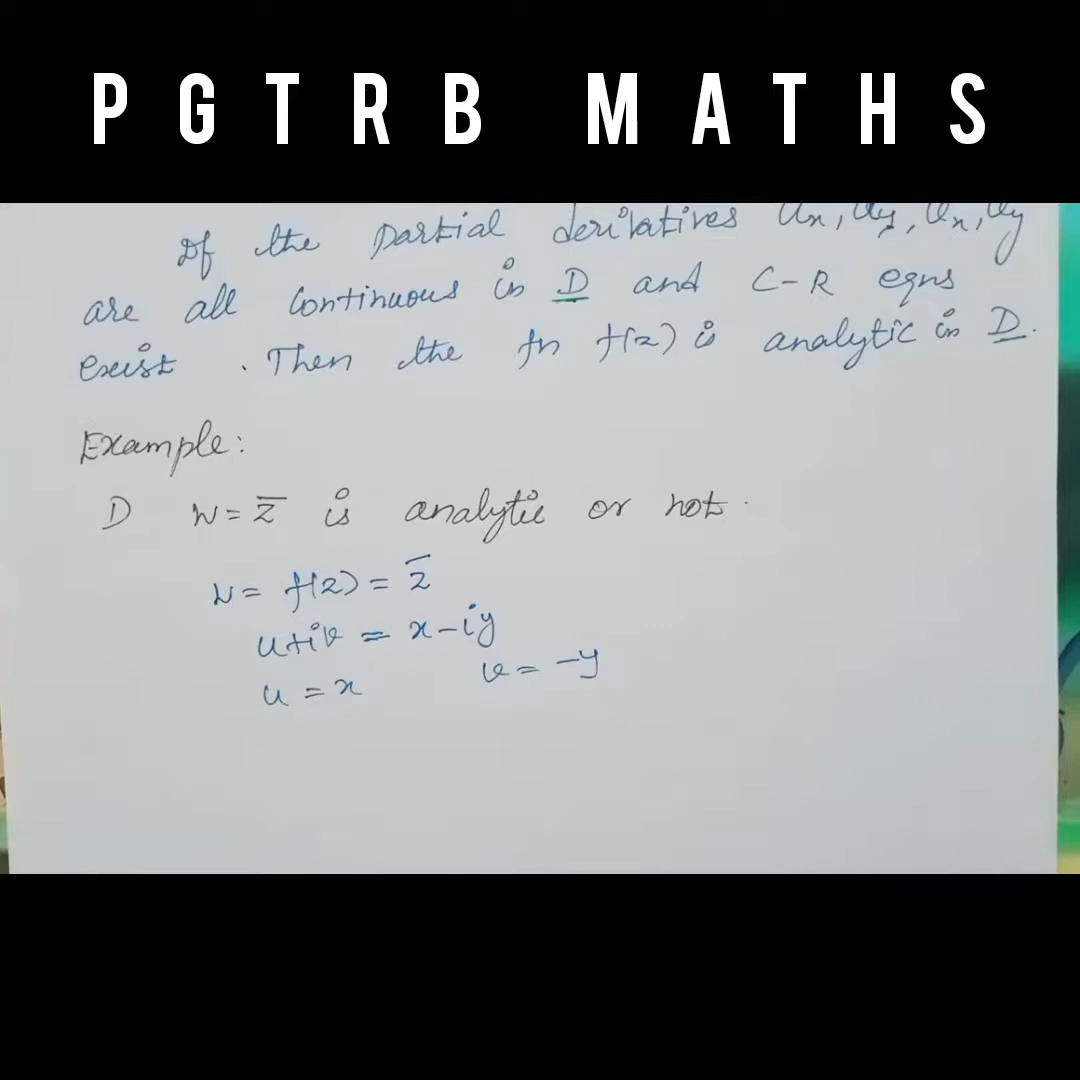 PGTRB MATHS
If the partial derivatives ux, uy, vx, vy
are all continuous in D and C-R eqns
exist. Then the fn f(z) is analytic in D.
Example:
1) w = z̅ is analytic or not.
w = f(z) = z̅
u+iv = x-iy
u = x v = -y